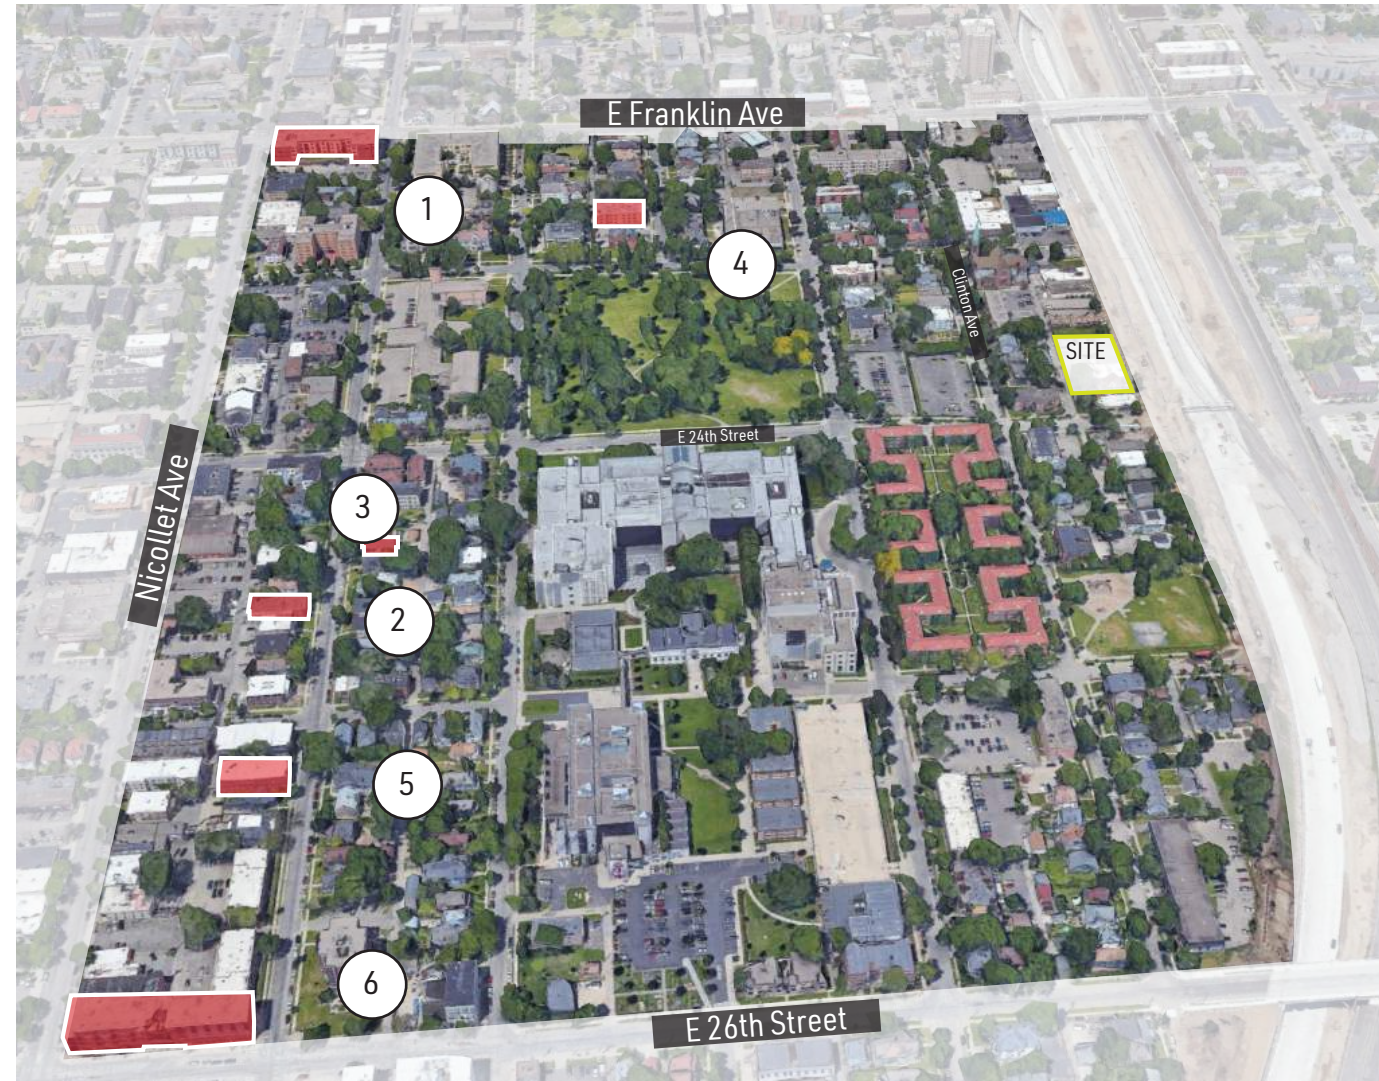 E Franklin Ave
1
4
Clinton Ave
SITE
E 24th Street
Nicollet Ave
3
2
5
6
E 26th Street